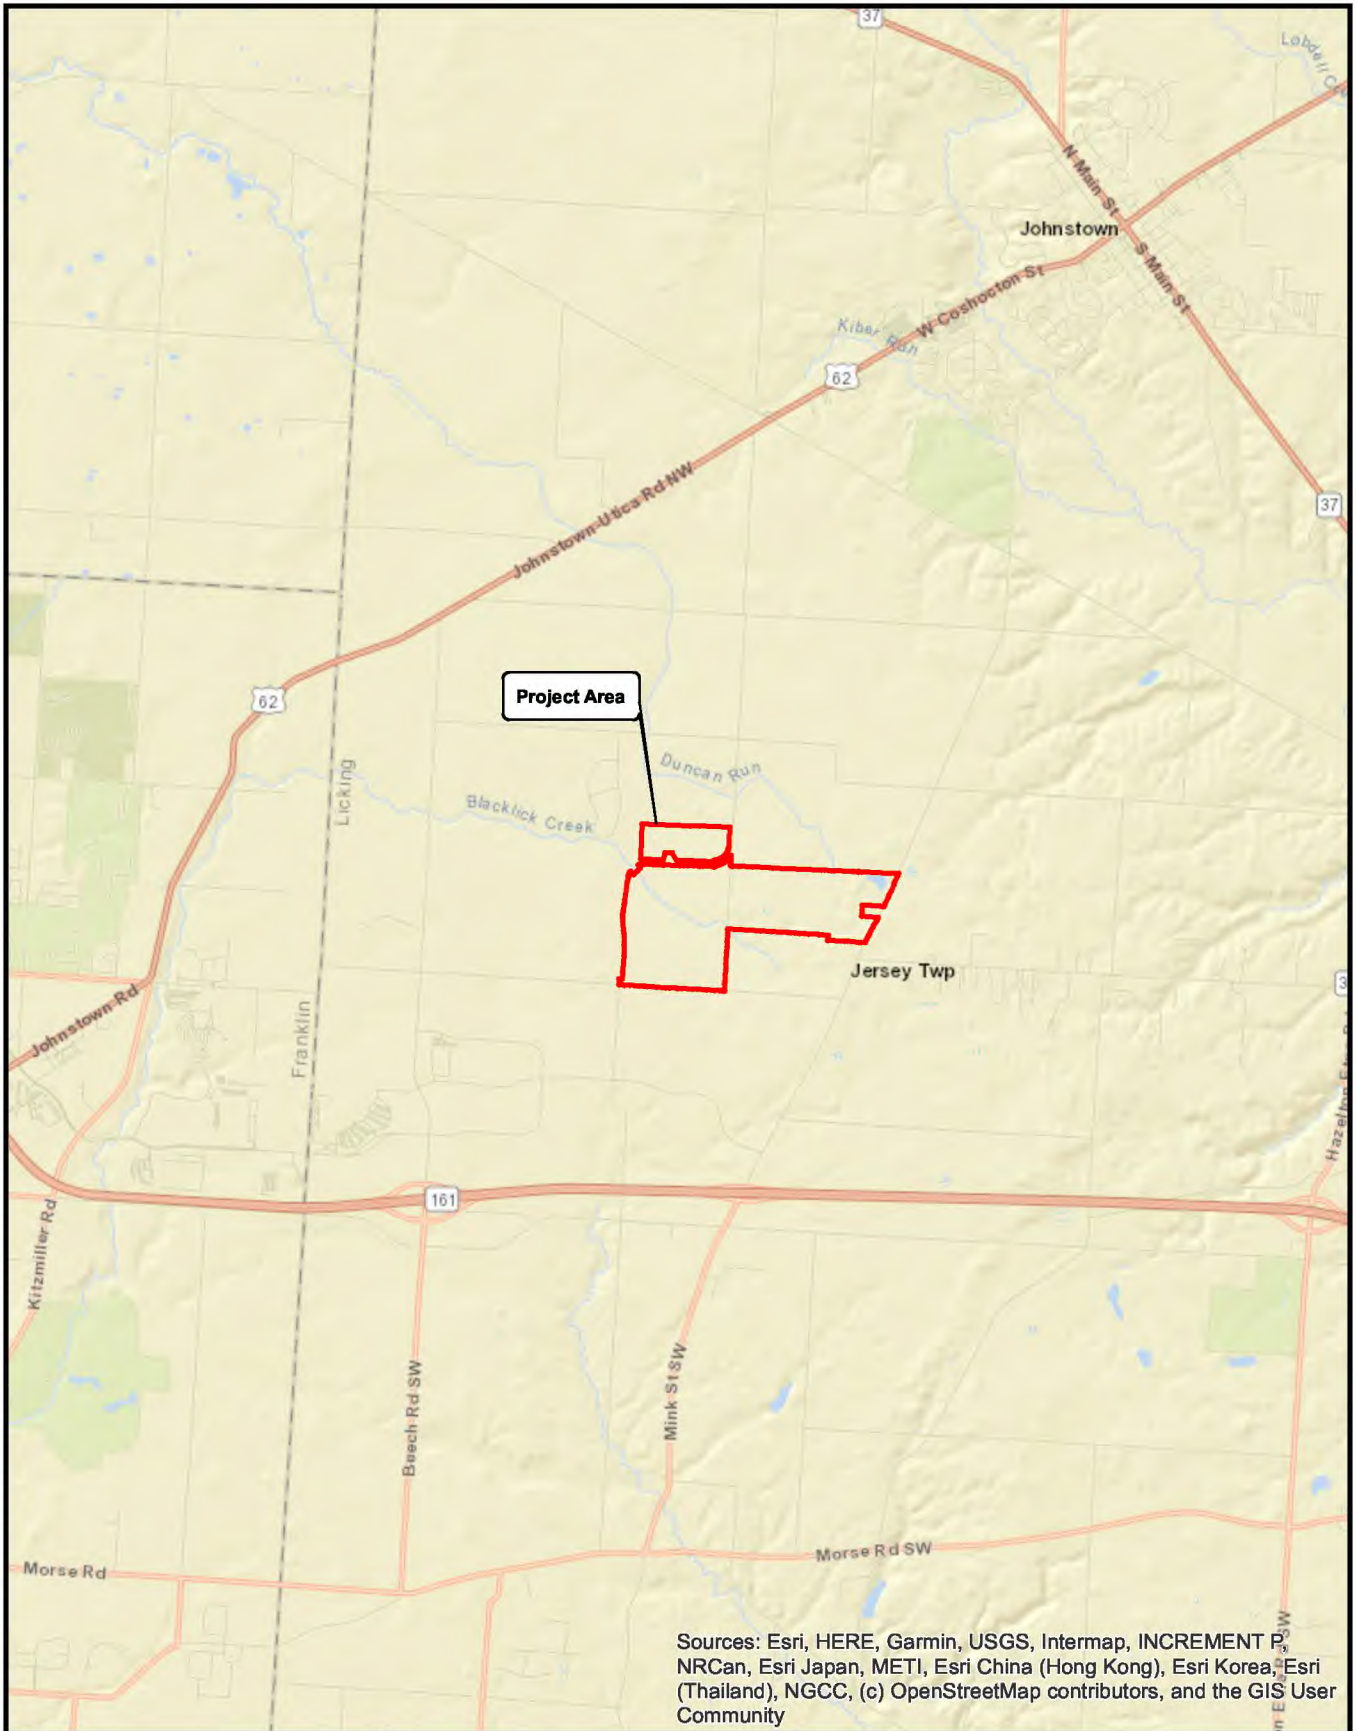 37
Lobdell
N Main St
Johnstown
S Main St
W Coshocton St
Kiber Run
62
Johnstown Utica Rd NW
37
Project Area
62
Licking
Duncan Run
Blacklick Creek
Jersey Twp
Johnstown Rd
Franklin
Hazelton
161
Kitzmiller Rd
Beech Rd SW
Mink St SW
Morse Rd
Morse Rd SW
Sources: Esri, HERE, Garmin, USGS, Intermap, INCREMENT P,
NRCan, Esri Japan, METI, Esri China (Hong Kong), Esri Korea, Esri
(Thailand), NGCC, (c) OpenStreetMap contributors, and the GIS User
Community